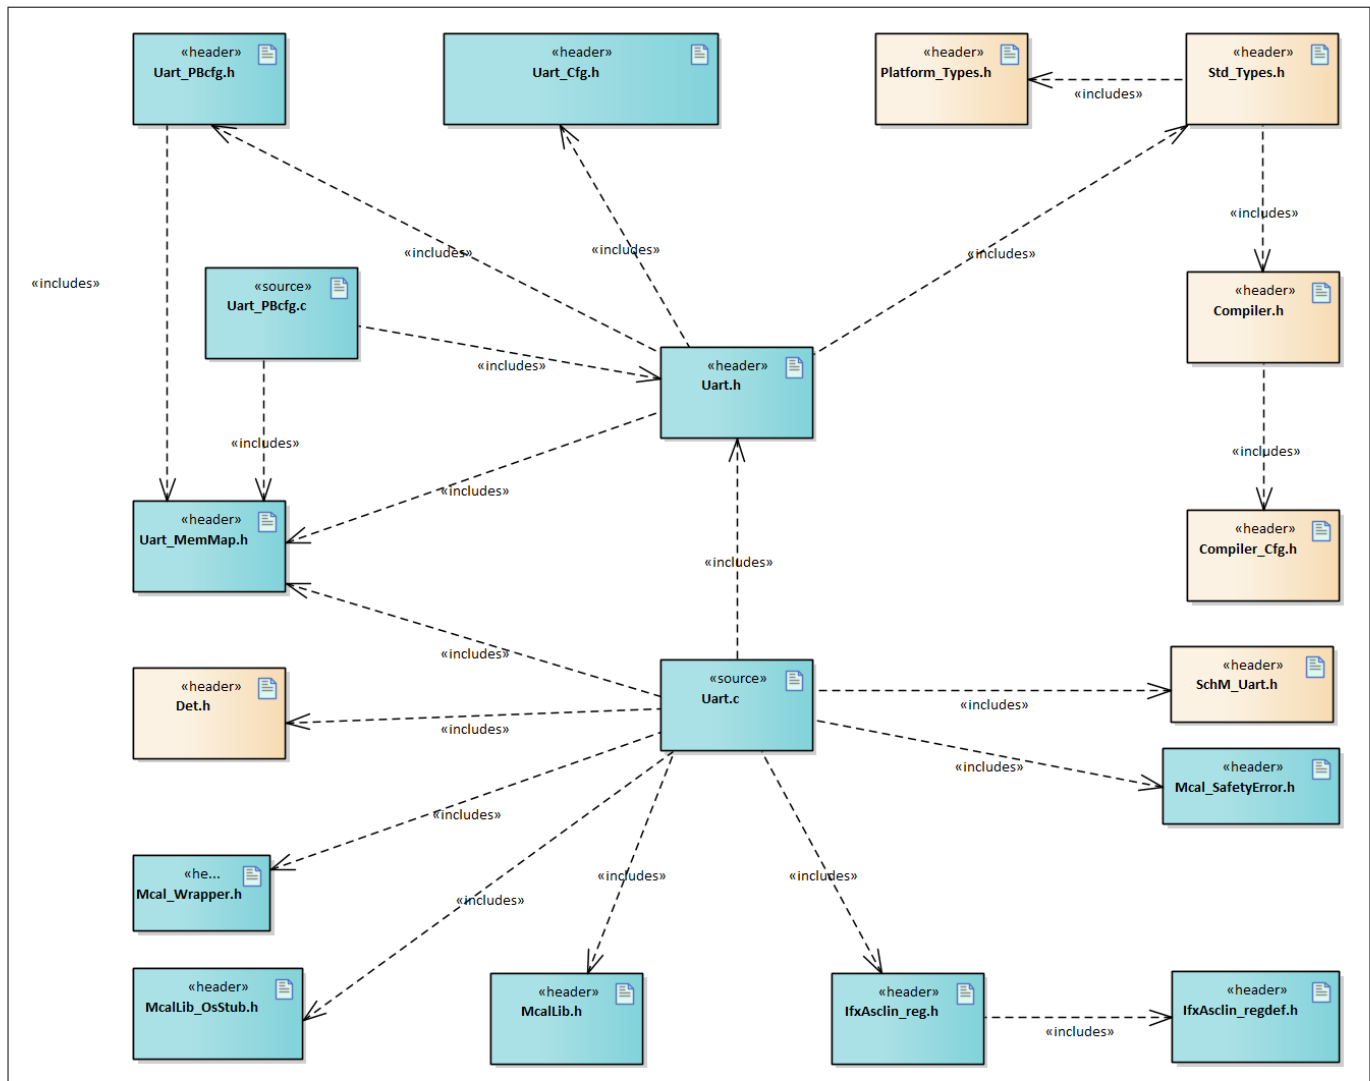 «header»
Uart_PBcfg.h
«header»
Uart_Cfg.h
«header»
Platform_Types.h
«header»
Std_Types.h
«includes»
«includes»
«includes»
«includes»
«includes»
«includes»
«source»
Uart_PBcfg.c
«header»
Compiler.h
«includes»
«header»
Uart.h
«includes»
«includes»
«includes»
«header»
Uart_MemMap.h
«header»
Compiler_Cfg.h
«includes»
«includes»
«header»
Det.h
«source»
Uart.c
«header»
SchM_Uart.h
«includes»
«includes»
«includes»
«header»
Mcal_SafetyError.h
«includes»
«he...
Mcal_Wrapper.h
«includes»
«includes»
«includes»
«header»
McalLib_OsStub.h
«header»
McalLib.h
«header»
IfxAsclin_reg.h
«includes»
«header»
IfxAsclin_regdef.h